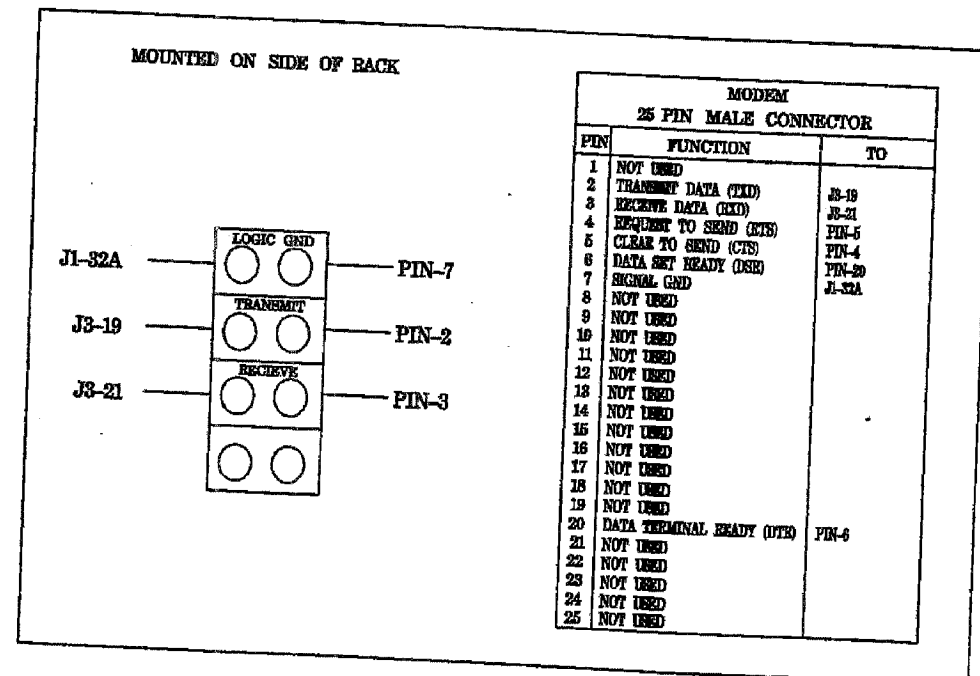 MOUNTED ON SIDE OF RACK
LOGIC GND
J1-32A
PIN-7
TRANSMIT
J3-19
PIN-2
RECIEVE
J3-21
PIN-3
MODEM
25 PIN MALE CONNECTOR
PIN FUNCTION TO
1 NOT USED
2 TRANSMIT DATA (TXD) J3-19
3 RECEIVE DATA (RXD) J3-21
4 REQUEST TO SEND (RTS) PIN-5
5 CLEAR TO SEND (CTS) PIN-4
6 DATA SET READY (DSR) PIN-20
7 SIGNAL GND J1-32A
8 NOT USED
9 NOT USED
10 NOT USED
11 NOT USED
12 NOT USED
13 NOT USED
14 NOT USED
15 NOT USED
16 NOT USED
17 NOT USED
18 NOT USED
19 NOT USED
20 DATA TERMINAL READY (DTR) PIN-6
21 NOT USED
22 NOT USED
23 NOT USED
24 NOT USED
25 NOT USED